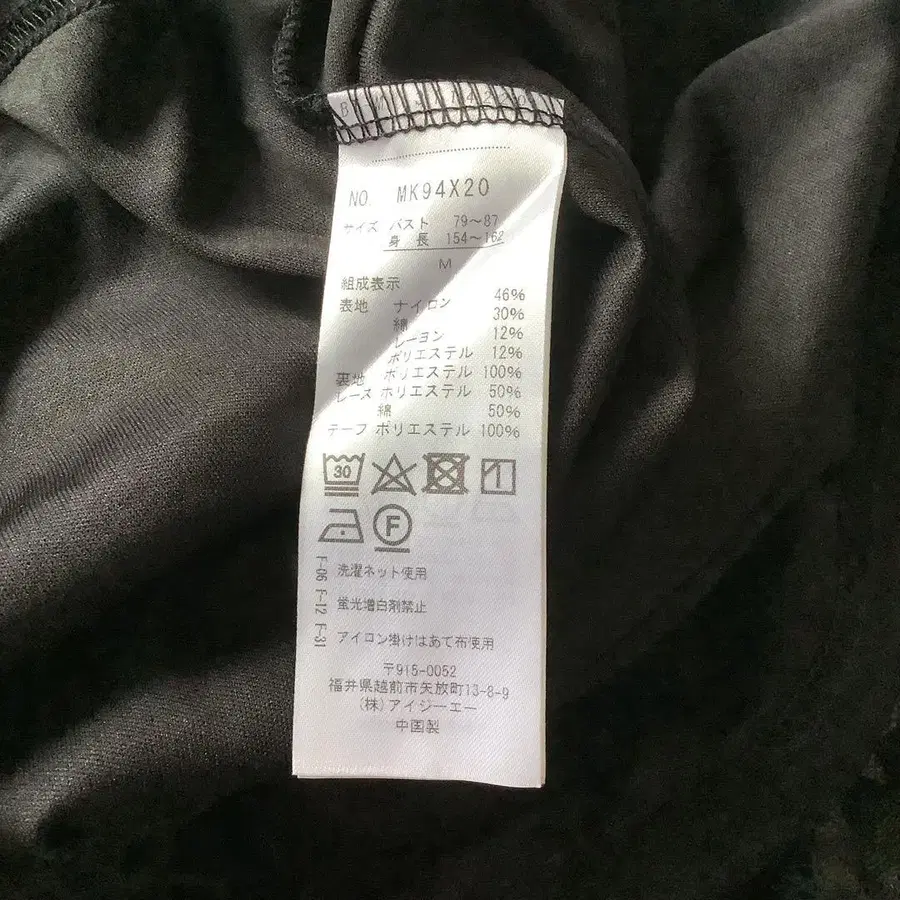 NO. MK94X20
サイズ バスト 79～87
身長 154～162
M
組成表示
表地 ナイロン 46%
綿 30%
レーヨン 12%
ポリエステル 12%
裏地 ポリエステル 100%
レース ポリエステル 50%
綿 50%
テープ ポリエステル 100%
30
F
F-06 F-12 F-31
洗濯ネット使用
蛍光増白剤禁止
アイロン掛けはあて布使用
〒915-0052
福井県越前市矢放町13-8-9
(株)アイジーエー
中国製